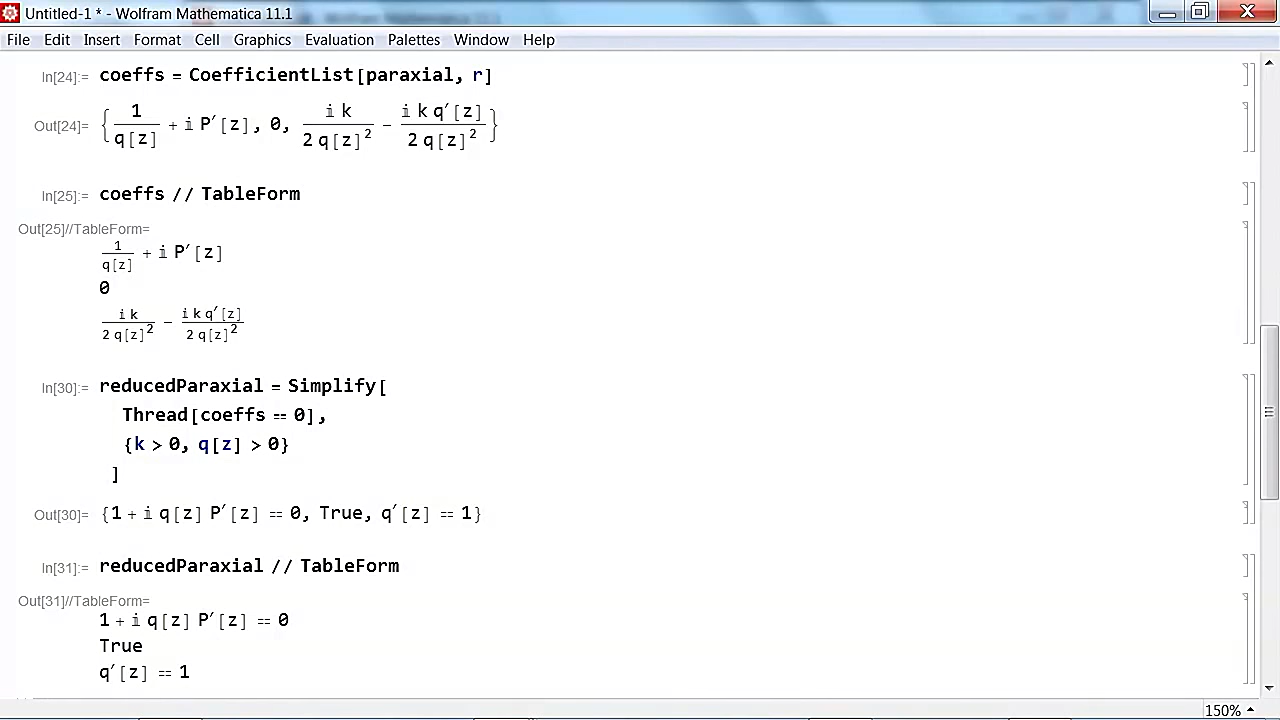 Untitled-1 * - Wolfram Mathematica 11.1
File Edit Insert Format Cell Graphics Evaluation Palettes Window Help
In[24]:= coeffs = CoefficientList[paraxial, r]
Out[24]= {1/q[z] + i P′[z], 0, i k/2 q[z]^2 - i k q′[z]/2 q[z]^2}
In[25]:= coeffs // TableForm
Out[25]//TableForm=
1/q[z] + i P′[z]
0
i k/2 q[z]^2 - i k q′[z]/2 q[z]^2
In[30]:= reducedParaxial = Simplify[
Thread[coeffs == 0],
{k > 0, q[z] > 0}
]
Out[30]= {1 + i q[z] P′[z] == 0, True, q′[z] == 1}
In[31]:= reducedParaxial // TableForm
Out[31]//TableForm=
1 + i q[z] P′[z] == 0
True
q′[z] == 1
150%